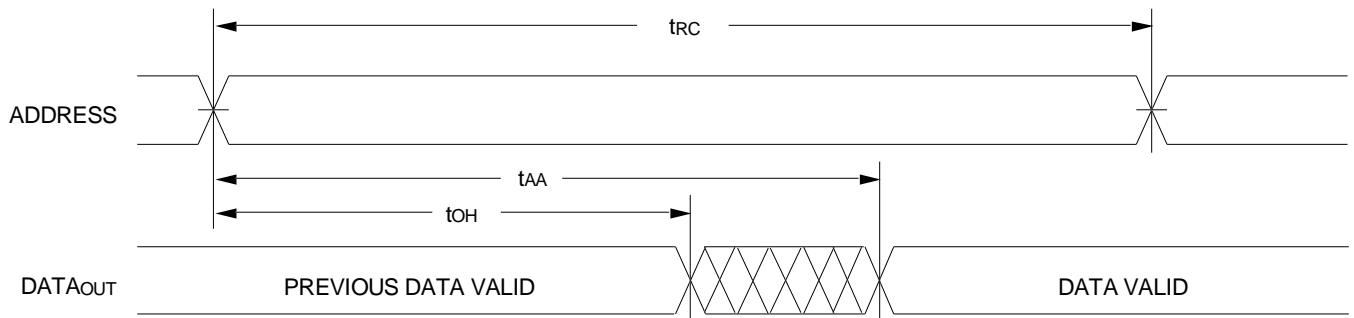 tRC
ADDRESS
tAA
tOH
DATAOUT PREVIOUS DATA VALID DATA VALID